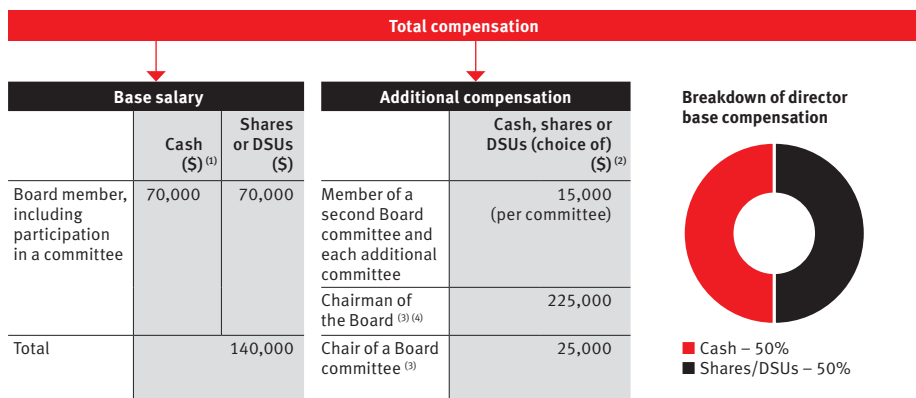 Total compensation
Base salary
Cash
($) (1)
Shares
or DSUs
($)
Board member,
including
participation
in a committee
70,000
70,000
Total
140,000
Additional compensation
Cash, shares or
DSUs (choice of)
($) (2)
Member of a
second Board
committee and
each additional
committee
15,000
(per committee)
Chairman of
the Board (3) (4)
225,000
Chair of a Board
committee (3)
25,000
Breakdown of director
base compensation
Cash – 50%
Shares/DSUs – 50%